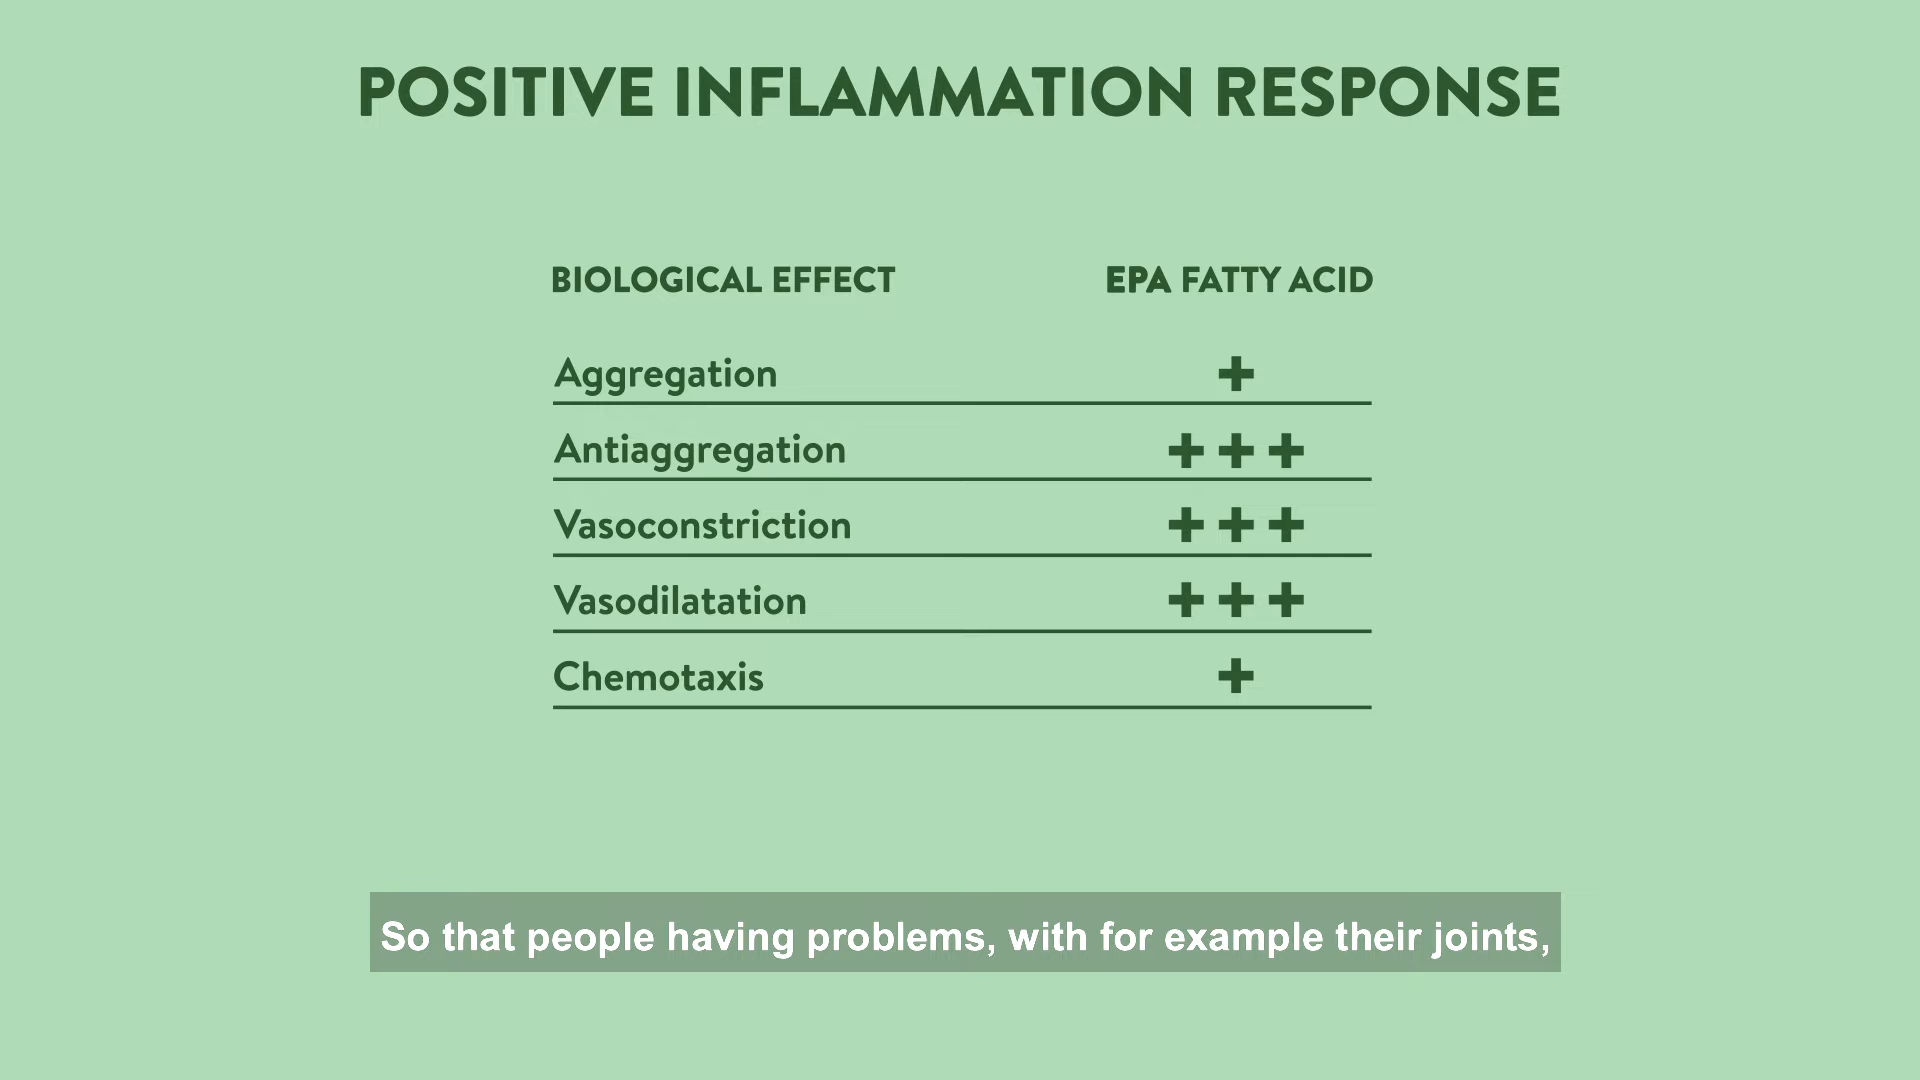 POSITIVE INFLAMMATION RESPONSE
BIOLOGICAL EFFECT EPA FATTY ACID
Aggregation +
Antiaggregation + + +
Vasoconstriction + + +
Vasodilatation + + +
Chemotaxis +
So that people having problems, with for example their joints,